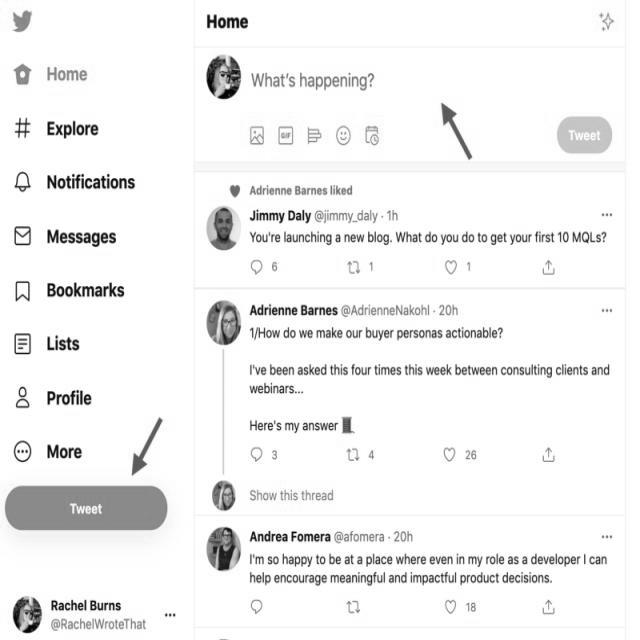 Home
Explore
Notifications
Messages
Bookmarks
Lists
Profile
More
Tweet
Rachel Burns
@RachelWroteThat
Home
What's happening?
GIF
Tweet
Adrienne Barnes liked
Jimmy Daly @jimmy_daly · 1h
You're launching a new blog. What do you do to get your first 10 MQLs?
6 1 1
Adrienne Barnes @AdrienneNakohl · 20h
1/How do we make our buyer personas actionable?
I've been asked this four times this week between consulting clients and
webinars...
Here's my answer
3 4 26
Show this thread
Andrea Fomera @afomera · 20h
I'm so happy to be at a place where even in my role as a developer I can
help encourage meaningful and impactful product decisions.
18